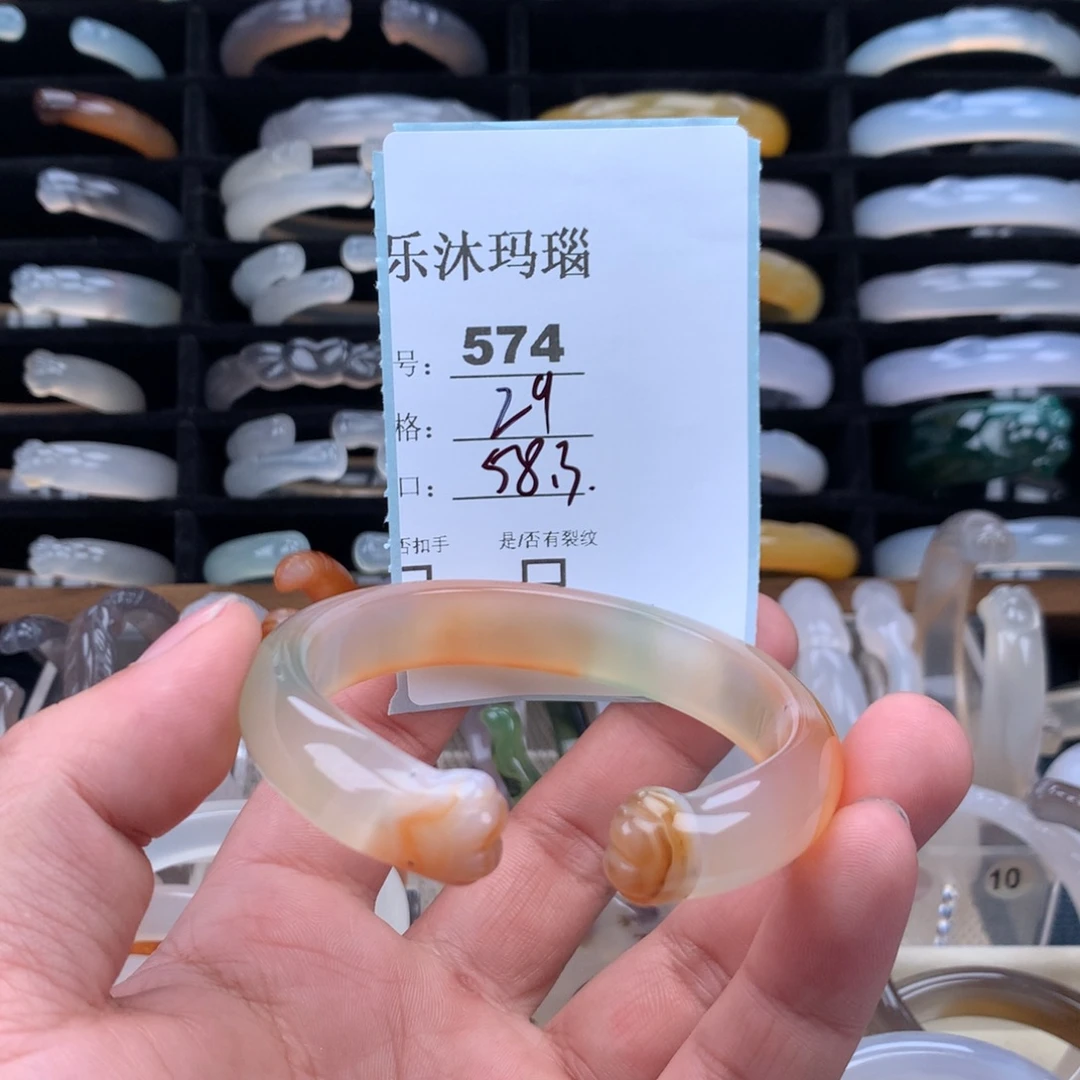 乐沐玛瑙
号：574
格：29
口：58.3.
否扣手 是/否有裂纹
10